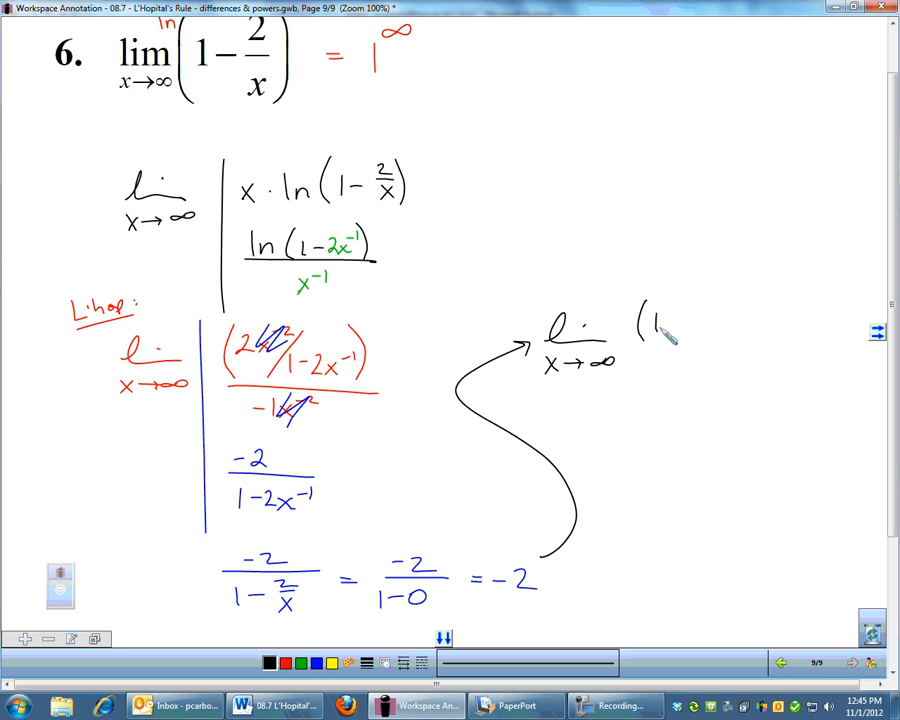 Workspace Annotation - 08.7 - L'Hopital's Rule - differences & powers.gwb, Page 9/9 (Zoom 100%) *
ln
6. lim x→∞ (1 − 2/x) = 1^∞
lim x→∞ x · ln (1 − 2/x)
ln (1 − 2x⁻¹) / x⁻¹
L'hop:
lim x→∞ (2x⁻²/1 − 2x⁻¹) / −1x⁻²
lim x→∞ (1
−2 / 1 − 2x⁻¹
−2 / 1 − 2/x = −2 / 1 − 0 = −2
9/9
Inbox - pcarbo...
08.7 L'Hopital's R...
Workspace An...
PaperPort
Recording...
12:45 PM
11/1/2012